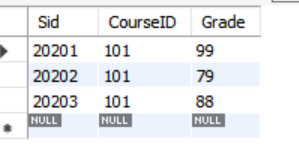 Sid CourseID Grade
20201 101 99
20202 101 79
20203 101 88
NULL NULL NULL